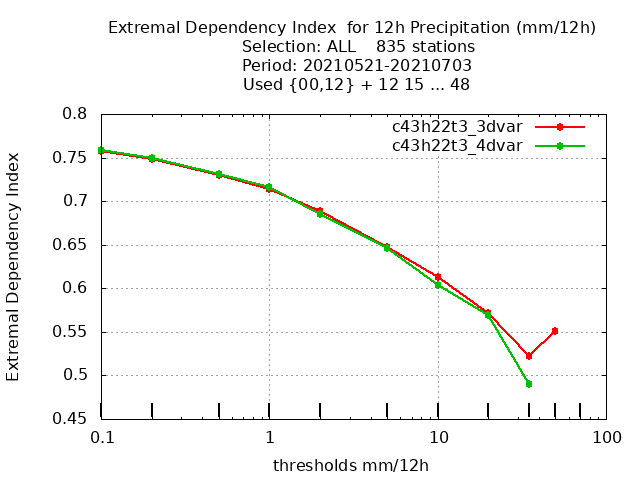 Extremal Dependency Index  for 12h Precipitation (mm/12h)
Selection: ALL    835 stations
Period: 20210521-20210703
Used {00,12} + 12 15 ... 48
c43h22t3_3dvar
c43h22t3_4dvar
Extremal Dependency Index
0.8
0.75
0.7
0.65
0.6
0.55
0.5
0.45
0.1 1 10 100
thresholds mm/12h